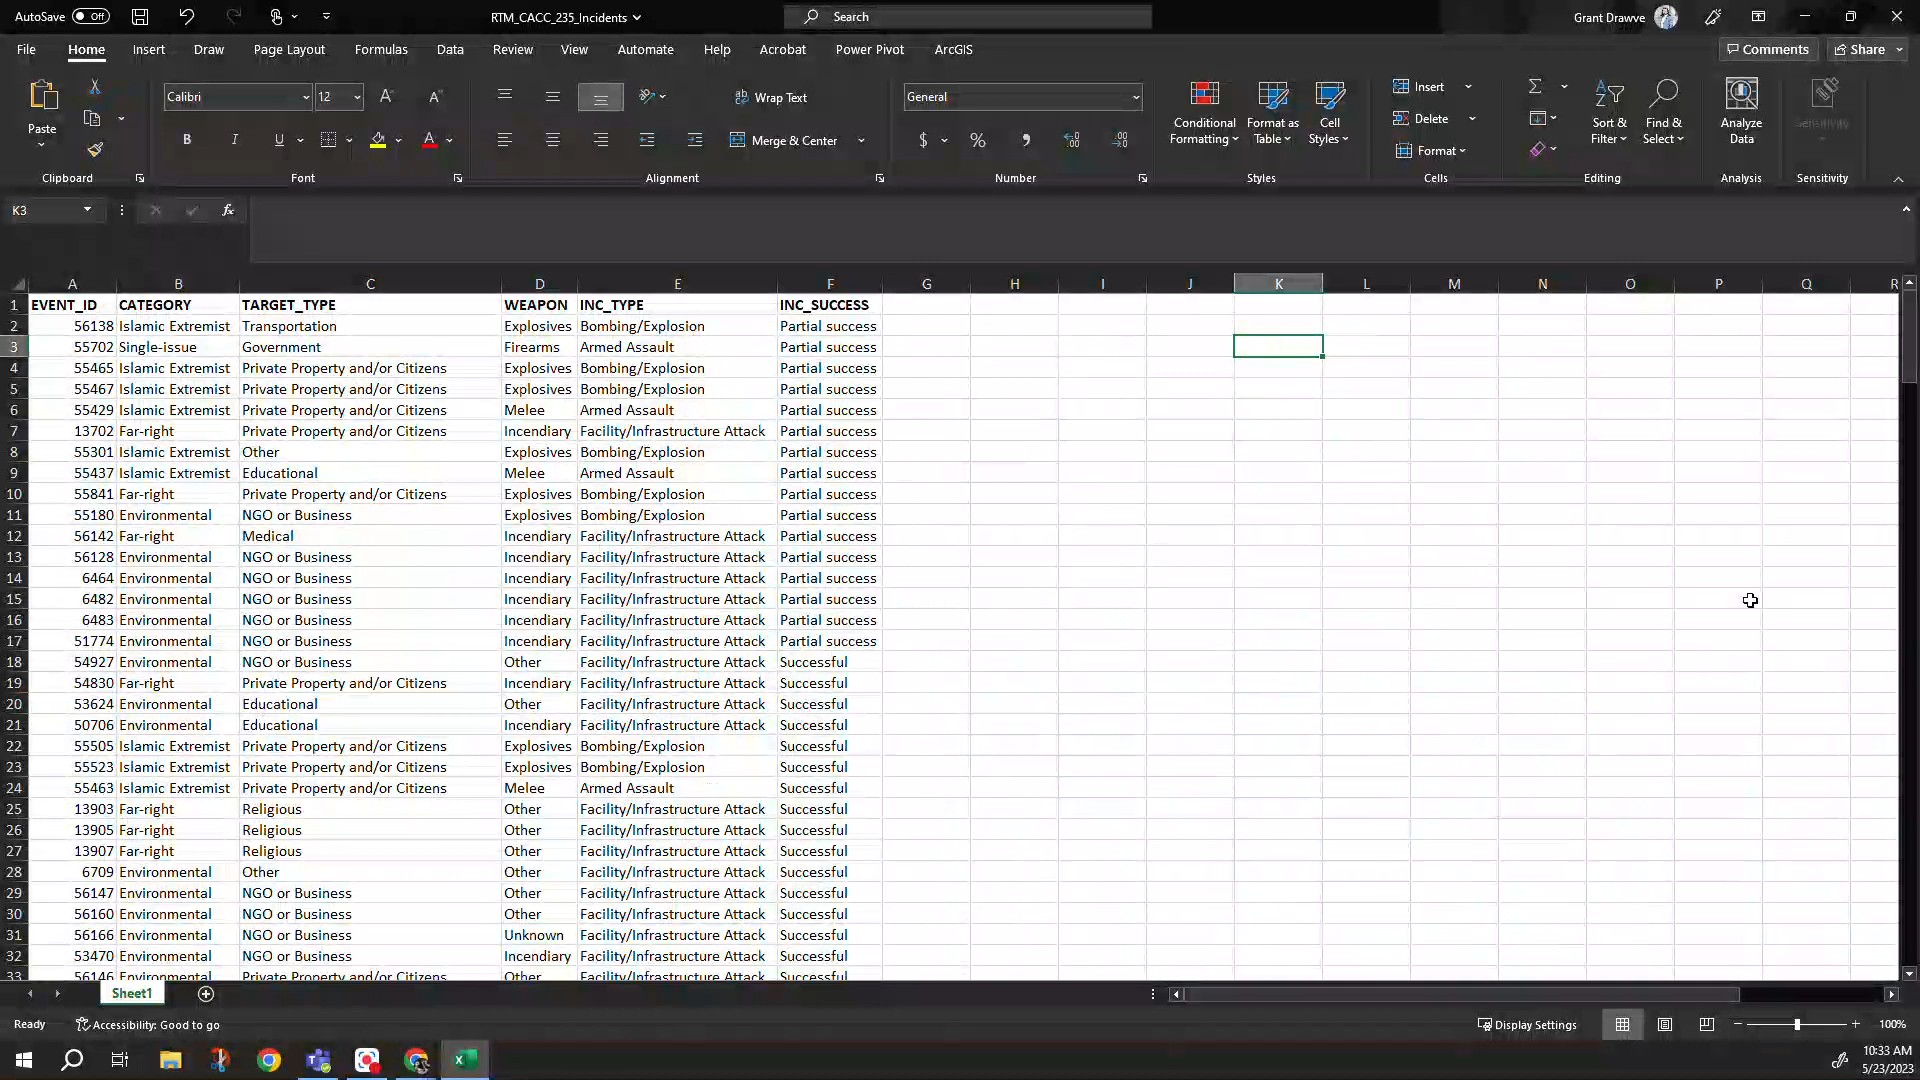 AutoSave Off RTM_CACC_235_Incidents Search Grant Drawve
File Home Insert Draw Page Layout Formulas Data Review View Automate Help Acrobat Power Pivot ArcGIS Comments Share
Calibri 12 Wrap Text General Insert Σ
Paste B I U A Merge & Center $ % , Conditional Formatting Format as Table Cell Styles Delete Format Sort & Filter Find & Select Analyze Data Sensitivity
Clipboard Font Alignment Number Styles Cells Editing Analysis Sensitivity
K3 fx
A B C D E F G H I J K L M N O P Q R
1 EVENT_ID CATEGORY TARGET_TYPE WEAPON INC_TYPE INC_SUCCESS
2 56138 Islamic Extremist Transportation Explosives Bombing/Explosion Partial success
3 55702 Single-issue Government Firearms Armed Assault Partial success
4 55465 Islamic Extremist Private Property and/or Citizens Explosives Bombing/Explosion Partial success
5 55467 Islamic Extremist Private Property and/or Citizens Explosives Bombing/Explosion Partial success
6 55429 Islamic Extremist Private Property and/or Citizens Melee Armed Assault Partial success
7 13702 Far-right Private Property and/or Citizens Incendiary Facility/Infrastructure Attack Partial success
8 55301 Islamic Extremist Other Explosives Bombing/Explosion Partial success
9 55437 Islamic Extremist Educational Melee Armed Assault Partial success
10 55841 Far-right Private Property and/or Citizens Explosives Bombing/Explosion Partial success
11 55180 Environmental NGO or Business Explosives Bombing/Explosion Partial success
12 56142 Far-right Medical Incendiary Facility/Infrastructure Attack Partial success
13 56128 Environmental NGO or Business Incendiary Facility/Infrastructure Attack Partial success
14 6464 Environmental NGO or Business Incendiary Facility/Infrastructure Attack Partial success
15 6482 Environmental NGO or Business Incendiary Facility/Infrastructure Attack Partial success
16 6483 Environmental NGO or Business Incendiary Facility/Infrastructure Attack Partial success
17 51774 Environmental NGO or Business Incendiary Facility/Infrastructure Attack Partial success
18 54927 Environmental NGO or Business Other Facility/Infrastructure Attack Successful
19 54830 Far-right Private Property and/or Citizens Incendiary Facility/Infrastructure Attack Successful
20 53624 Environmental Educational Other Facility/Infrastructure Attack Successful
21 50706 Environmental Educational Incendiary Facility/Infrastructure Attack Successful
22 55505 Islamic Extremist Private Property and/or Citizens Explosives Bombing/Explosion Successful
23 55523 Islamic Extremist Private Property and/or Citizens Explosives Bombing/Explosion Successful
24 55463 Islamic Extremist Private Property and/or Citizens Melee Armed Assault Successful
25 13903 Far-right Religious Other Facility/Infrastructure Attack Successful
26 13905 Far-right Religious Other Facility/Infrastructure Attack Successful
27 13907 Far-right Religious Other Facility/Infrastructure Attack Successful
28 6709 Environmental Other Other Facility/Infrastructure Attack Successful
29 56147 Environmental NGO or Business Other Facility/Infrastructure Attack Successful
30 56160 Environmental NGO or Business Other Facility/Infrastructure Attack Successful
31 56166 Environmental NGO or Business Unknown Facility/Infrastructure Attack Successful
32 53470 Environmental NGO or Business Incendiary Facility/Infrastructure Attack Successful
33 56146 Environmental Private Property and/or Citizens Other Facility/Infrastructure Attack Successful
Sheet1
Ready Accessibility: Good to go Display Settings 100%
10:33 AM
5/23/2023